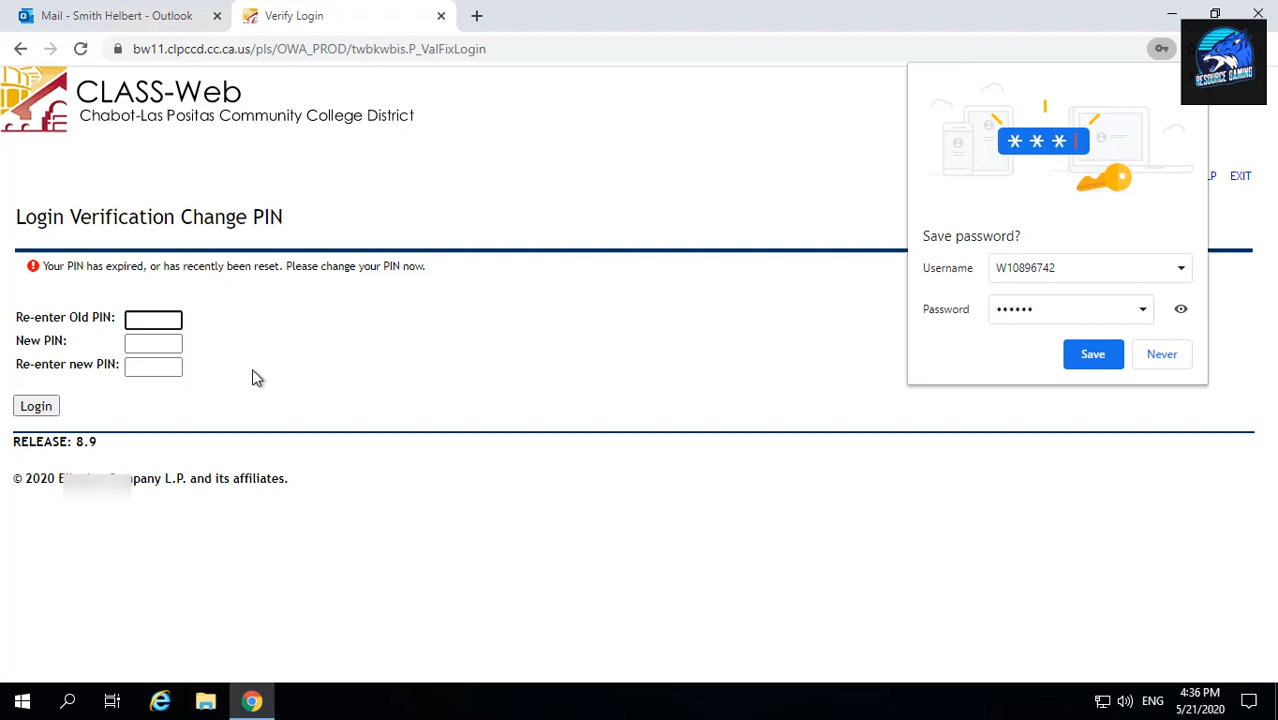 Mail - Smith Helbert - Outlook
Verify Login
bw11.clpccd.cc.ca.us/pls/OWA_PROD/twbkwbis.P_ValFixLogin
RESOURCE GAMING
CLASS-Web
Chabot-Las Positas Community College District
LP EXIT
Login Verification Change PIN
Your PIN has expired, or has recently been reset. Please change your PIN now.
Re-enter Old PIN:
New PIN:
Re-enter new PIN:
Login
RELEASE: 8.9
© 2020 L.P. and its affiliates.
* * *
Save password?
Username W10896742
Password ••••••
Save Never
ENG
4:36 PM
5/21/2020